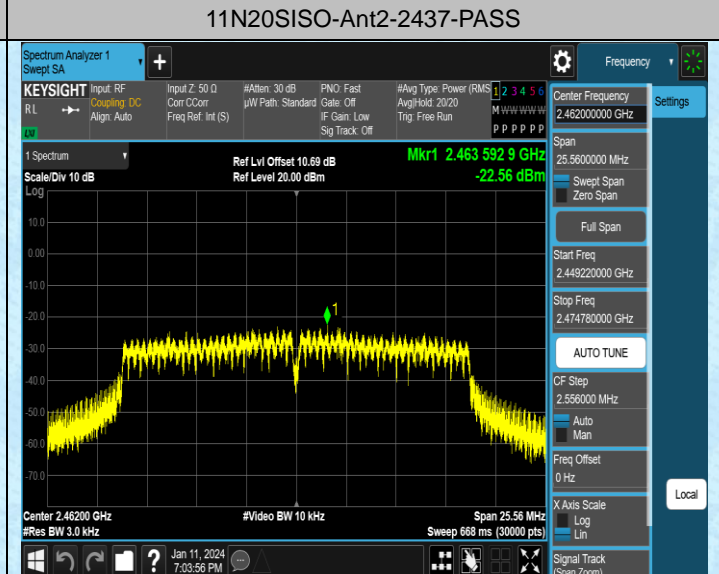 11N20SISO-Ant2-2437-PASS
Spectrum Analyzer 1
Swept SA
+
Frequency
KEYSIGHT
RL
Input: RF
Coupling: DC
Align: Auto
Input Z: 50 Ω
Corr CCorr
Freq Ref: Int (S)
#Atten: 30 dB
µW Path: Standard
PNO: Fast
Gate: Off
IF Gain: Low
Sig Track: Off
#Avg Type: Power (RMS
Avg|Hold: 20/20
Trig: Free Run
1 2 3 4 5 6
M W W W W W
P P P P P P
Center Frequency
2.462000000 GHz
Settings
1 Spectrum
Scale/Div 10 dB
Ref Lvl Offset 10.69 dB
Ref Level 20.00 dBm
Mkr1 2.463 592 9 GHz
-22.56 dBm
Span
25.5600000 MHz
Swept Span
Zero Span
Full Span
Start Freq
2.449220000 GHz
Stop Freq
2.474780000 GHz
AUTO TUNE
CF Step
2.556000 MHz
Auto
Man
Freq Offset
0 Hz
X Axis Scale
Log
Lin
Local
Signal Track
(Span Zoom)
Log
10.0
0.00
-10.0
-20.0
-30.0
-40.0
-50.0
-60.0
-70.0
1
Center 2.46200 GHz
#Res BW 3.0 kHz
#Video BW 10 kHz
Span 25.56 MHz
Sweep 668 ms (30000 pts)
?
Jan 11, 2024
7:03:56 PM